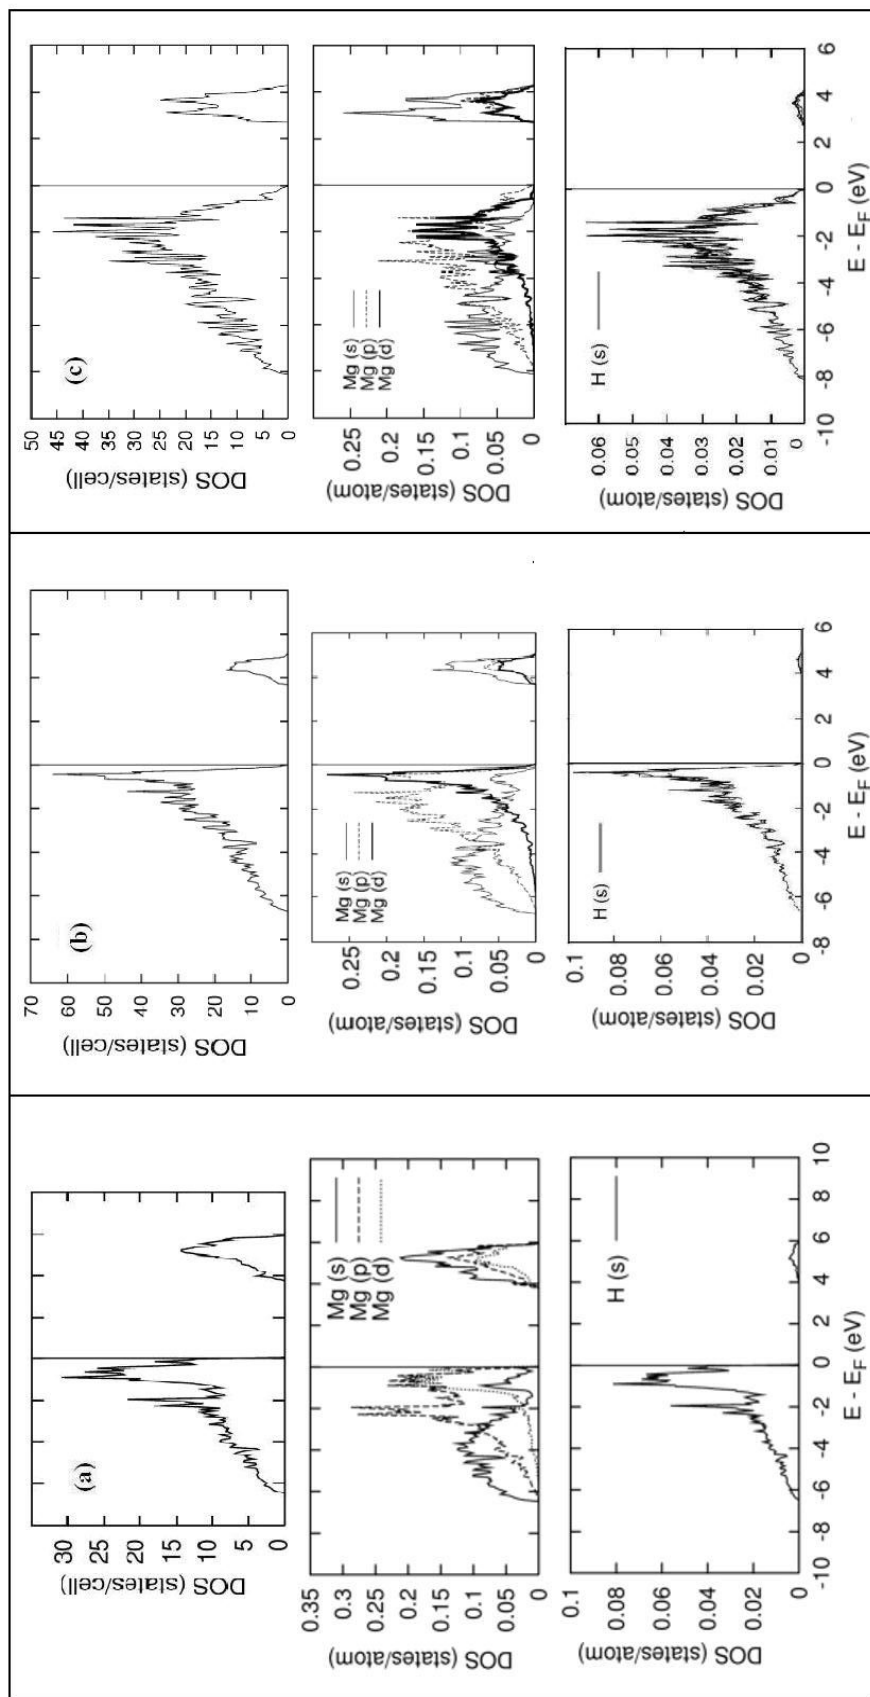 (a)
DOS (states/cell)
30
25
20
15
10
5
0
DOS (states/atom)
0.35
0.3
0.25
0.2
0.15
0.1
0.05
0
Mg (s)
Mg (p)
Mg (d)
DOS (states/atom)
0.1
0.08
0.06
0.04
0.02
0
H (s)
-10 -8 -6 -4 -2 0 2 4 6 8 10
E - EF (eV)
(b)
DOS (states/cell)
70
60
50
40
30
20
10
0
DOS (states/atom)
0.25
0.2
0.15
0.1
0.05
0
Mg (s)
Mg (p)
Mg (d)
DOS (states/atom)
0.1
0.08
0.06
0.04
0.02
0
H (s)
-8 -6 -4 -2 0 2 4 6
E - EF (eV)
(c)
DOS (states/cell)
50
45
40
35
30
25
20
15
10
5
0
DOS (states/atom)
0.25
0.2
0.15
0.1
0.05
0
Mg (s)
Mg (p)
Mg (d)
DOS (states/atom)
0.06
0.05
0.04
0.03
0.02
0.01
0
H (s)
-10 -8 -6 -4 -2 0 2 4 6
E - EF (eV)